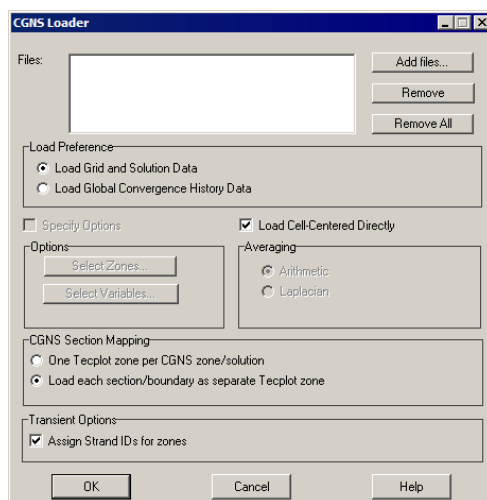 CGNS Loader
Files:
Add files...
Remove
Remove All
Load Preference
Load Grid and Solution Data
Load Global Convergence History Data
Specify Options
Load Cell-Centered Directly
Options
Select Zones...
Select Variables...
Averaging
Arithmetic
Laplacian
CGNS Section Mapping
One Tecplot zone per CGNS zone/solution
Load each section/boundary as separate Tecplot zone
Transient Options
Assign Strand IDs for zones
OK
Cancel
Help